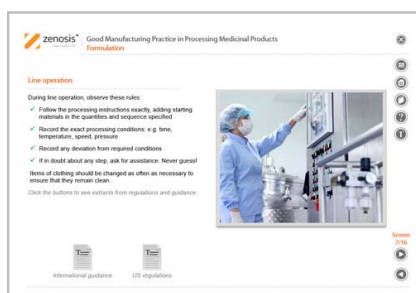 zenosis®
Good Manufacturing Practice in Processing Medicinal Products
Formulation
Line operation
During line operation, observe these rules:
Follow the processing instructions exactly, adding starting
materials in the quantities and sequence specified
Record the exact processing conditions: e.g. time,
temperature, speed, pressure
Record any deviation from required conditions
If in doubt about any step, ask for assistance. Never guess!
Items of clothing should be changed as often as necessary to
ensure that they remain clean.
Click the buttons to see extracts from regulations and guidance.
International guidance
US regulations
Screen
7/16